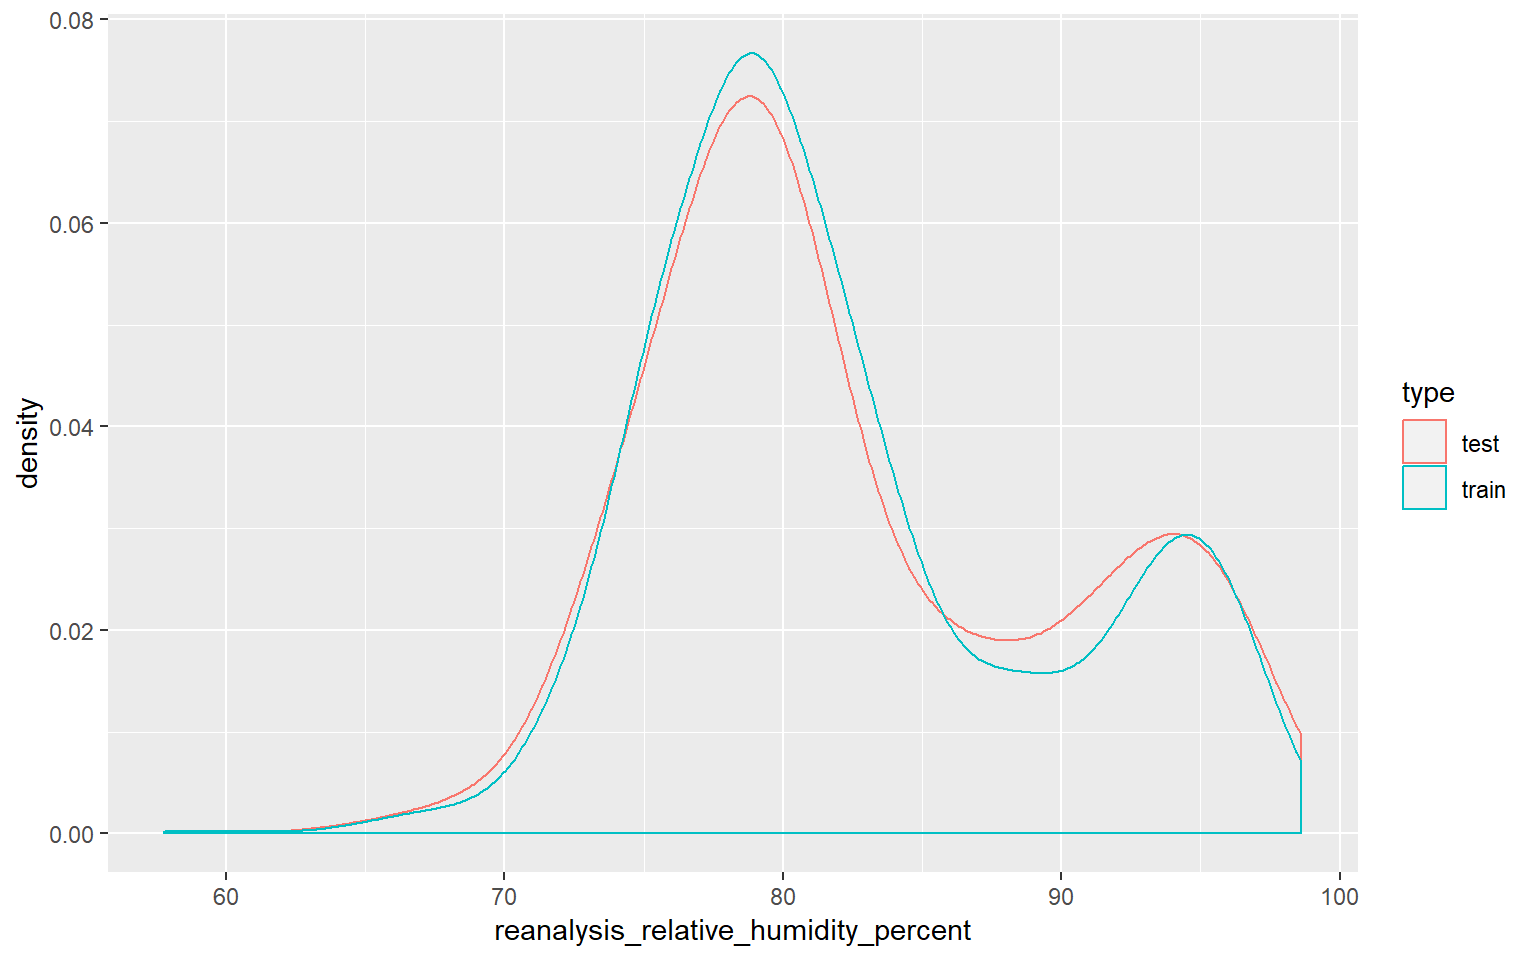 0.08
0.06
0.04
0.02
0.00
density
60 70 80 90 100
reanalysis_relative_humidity_percent
type
test
train